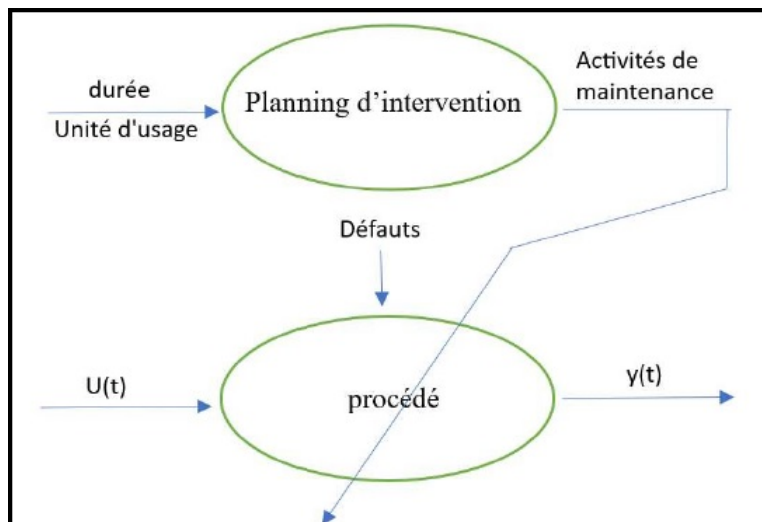 durée
Unité d'usage
Planning d’intervention
Activités de
maintenance
Défauts
U(t)
procédé
y(t)